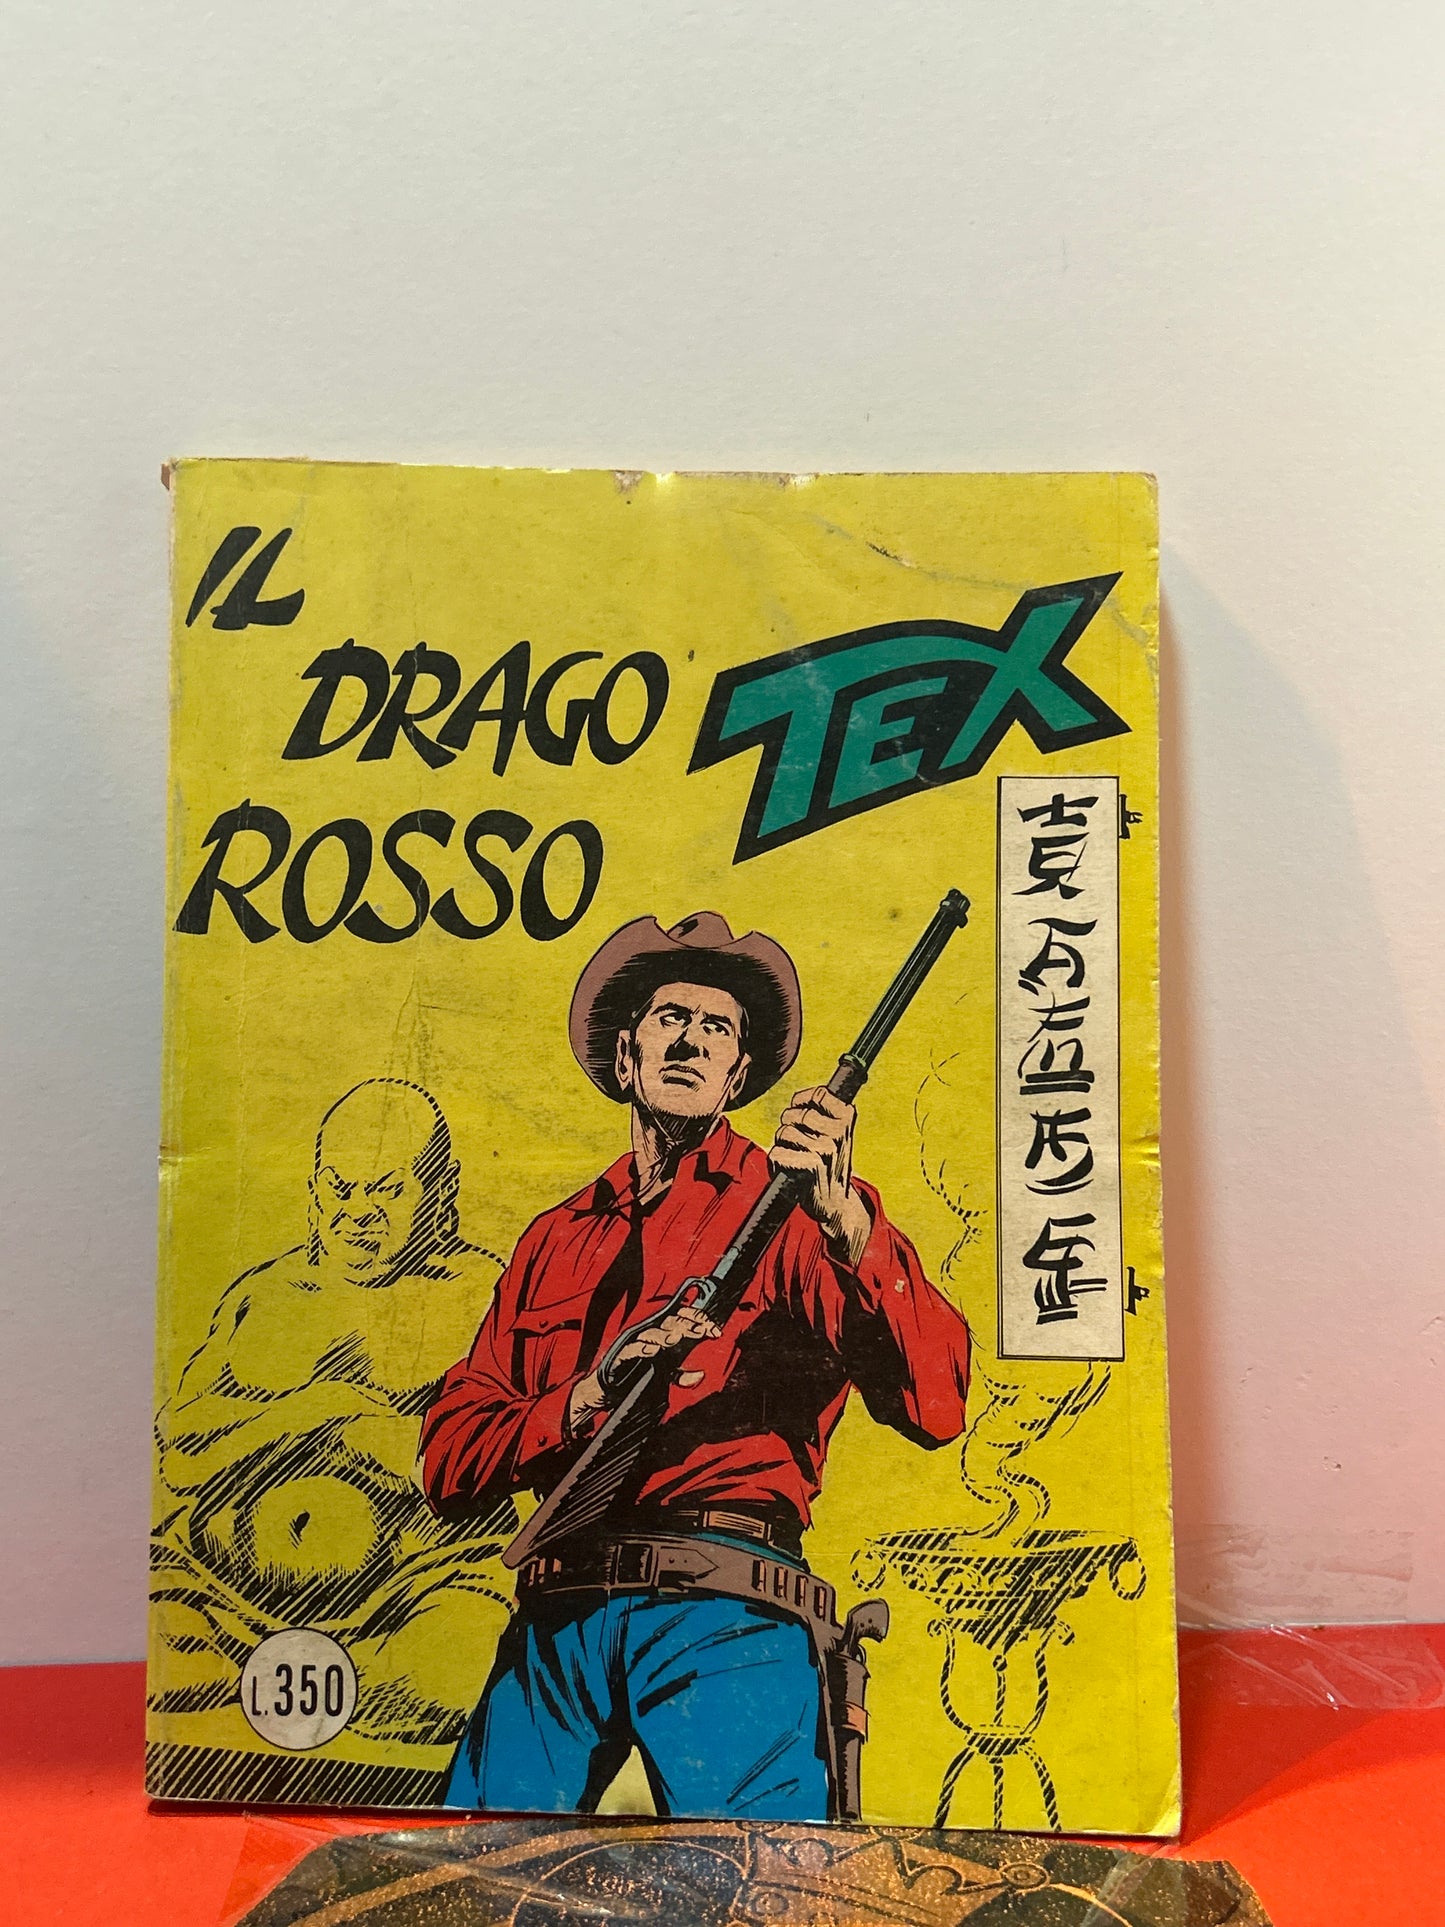 IL
DRAGO
ROSSO
TEX
L.350